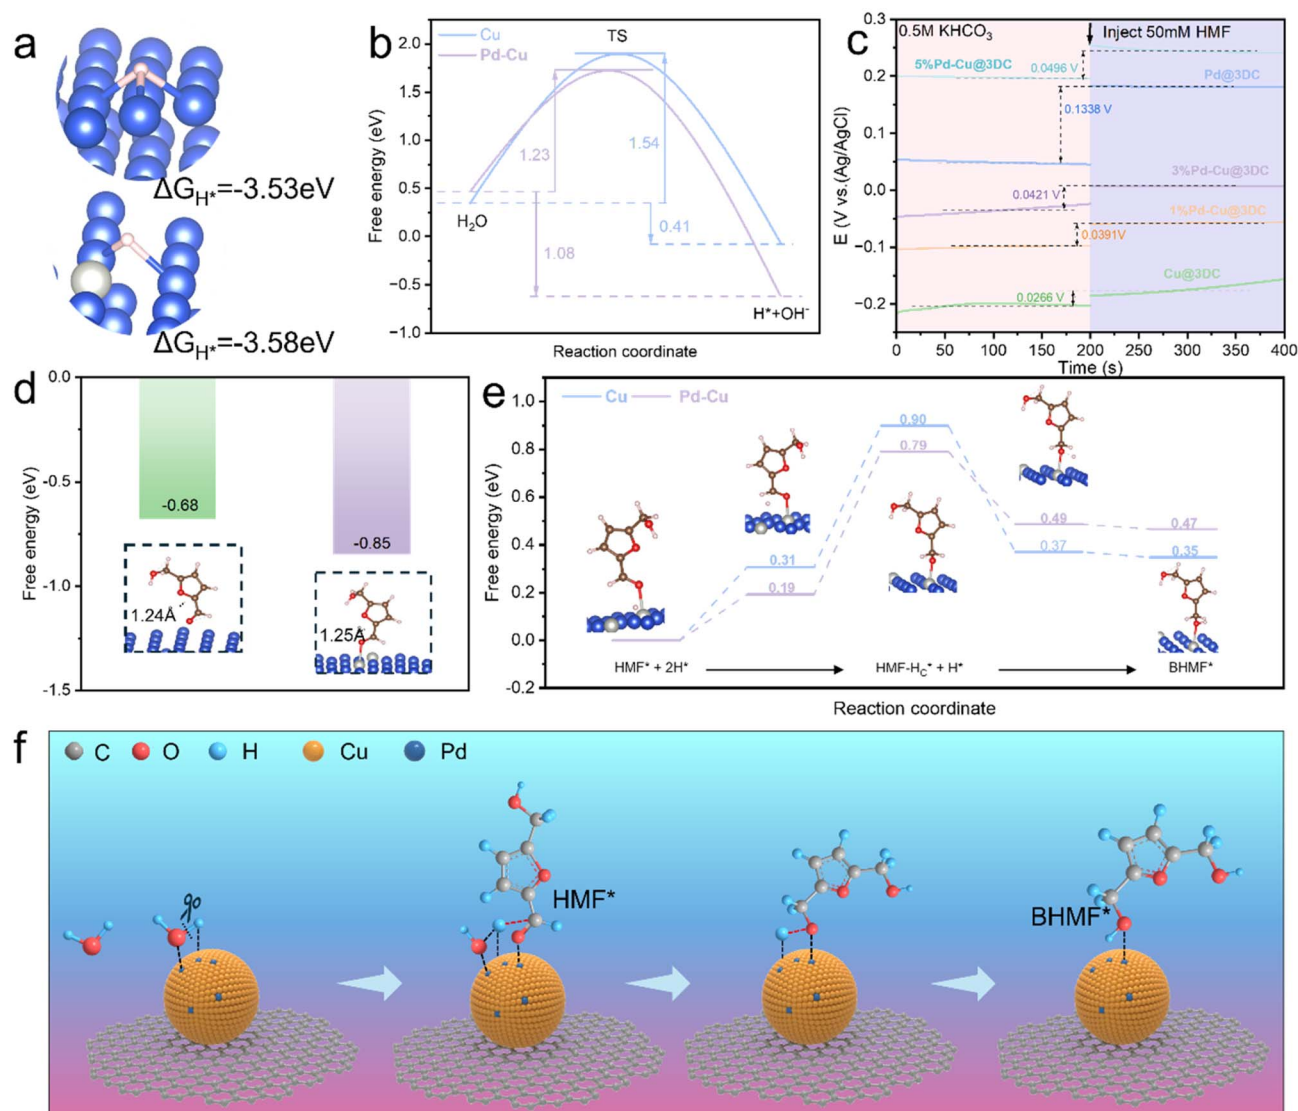 a
ΔG_H*=-3.53eV
ΔG_H*=-3.58eV
b
Cu
Pd-Cu
TS
2.0
1.5
1.0
0.5
0.0
−0.5
−1.0
Free energy (eV)
1.23
1.54
H₂O
0.41
1.08
H*+OH⁻
Reaction coordinate
c
0.5M KHCO₃
Inject 50mM HMF
0.3
0.2
0.1
0.0
−0.1
−0.2
E (V vs.(Ag/AgCl)
5%Pd-Cu@3DC
0.0496 V
Pd@3DC
0.1338 V
3%Pd-Cu@3DC
0.0421 V
1%Pd-Cu@3DC
0.0391V
Cu@3DC
0.0266 V
0 50 100 150 200 250 300 350 400
Time (s)
d
0.0
-0.5
-1.0
-1.5
Free energy (eV)
-0.68
-0.85
1.24Å
1.25Å
e
Cu
Pd-Cu
1.0
0.8
0.6
0.4
0.2
0.0
-0.2
Free energy (eV)
0.90
0.79
0.49
0.47
0.31
0.37
0.35
0.19
HMF* + 2H*
HMF-H_C* + H*
BHMF*
Reaction coordinate
f
C O H Cu Pd
HMF*
BHMF*